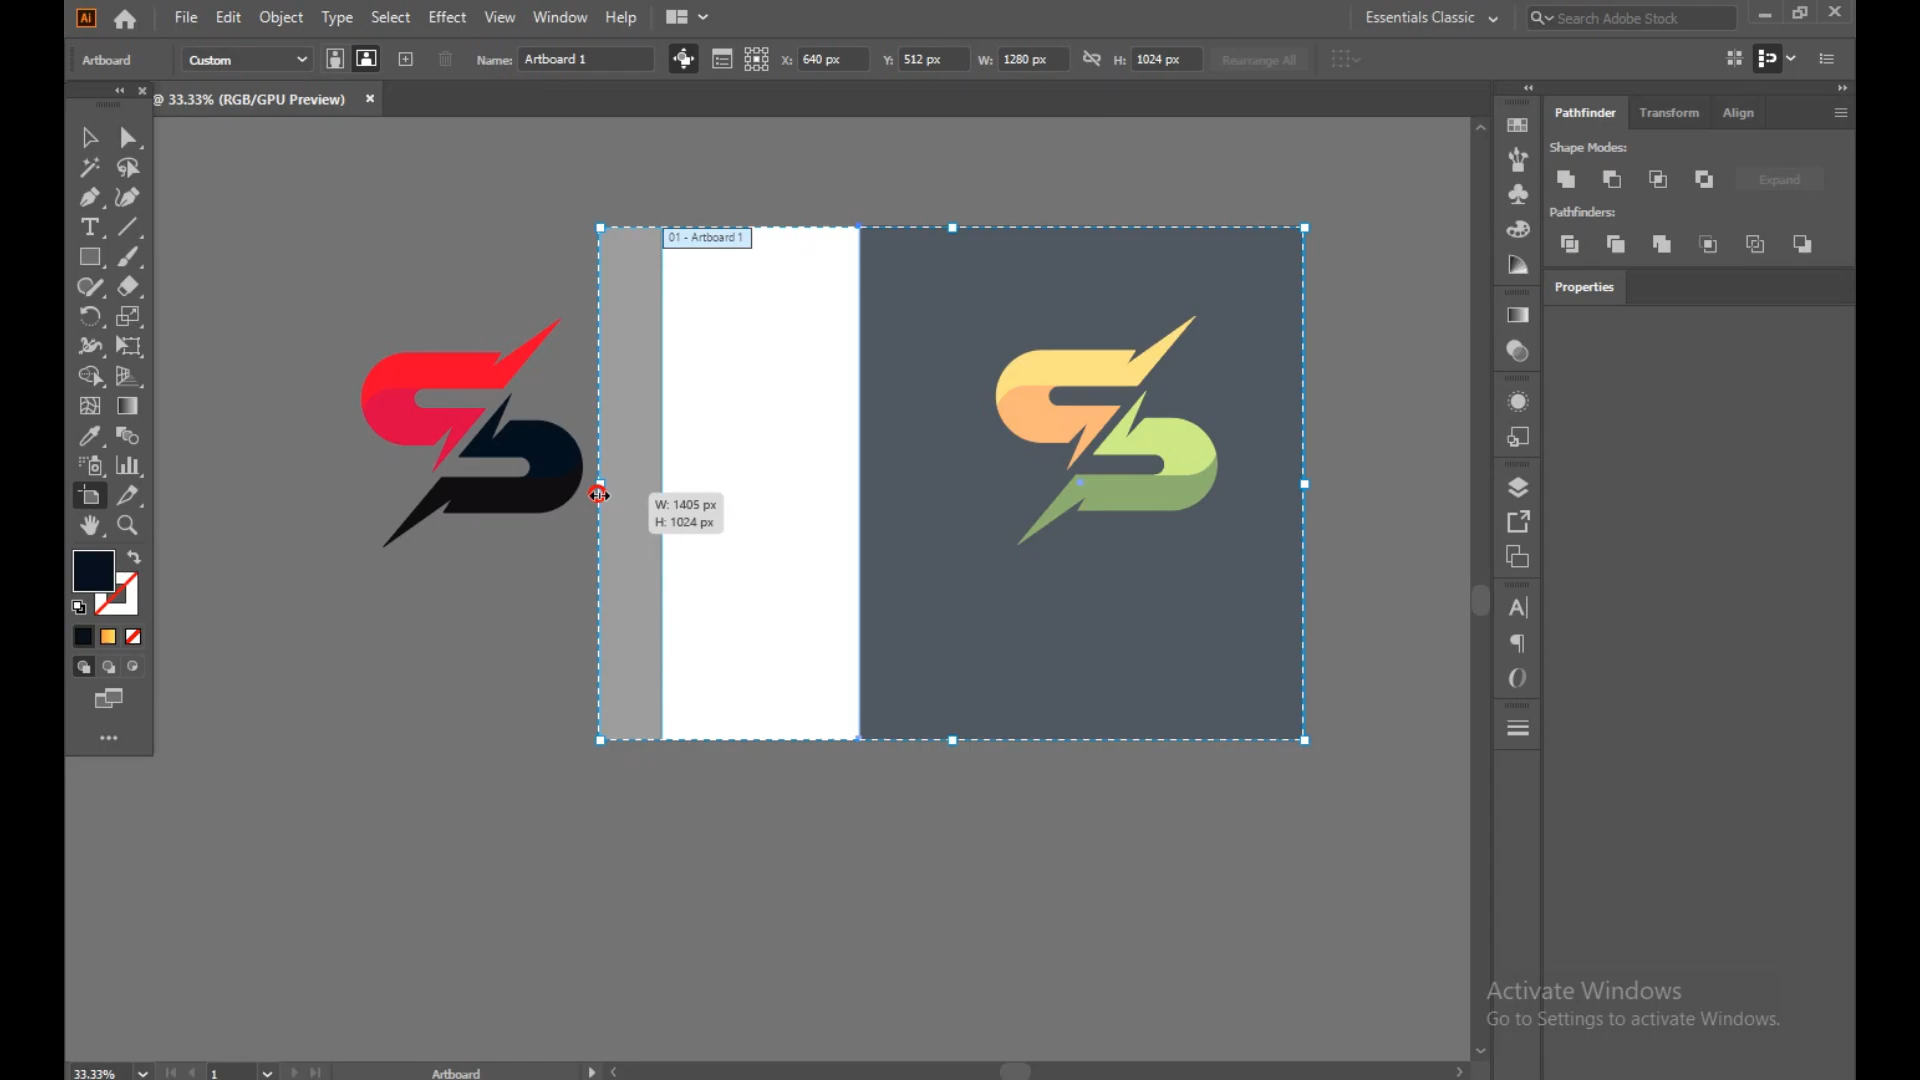 Ai File Edit Object Type Select Effect View Window Help Essentials Classic Search Adobe Stock
Artboard Custom Name: Artboard 1 X: 640 px Y: 512 px W: 1280 px H: 1024 px Rearrange All
@ 33.33% (RGB/GPU Preview)
Pathfinder Transform Align
Shape Modes:
Expand
Pathfinders:
Properties
01 - Artboard 1
W: 1405 px
H: 1024 px
Activate Windows
Go to Settings to activate Windows.
33.33% 1 Artboard